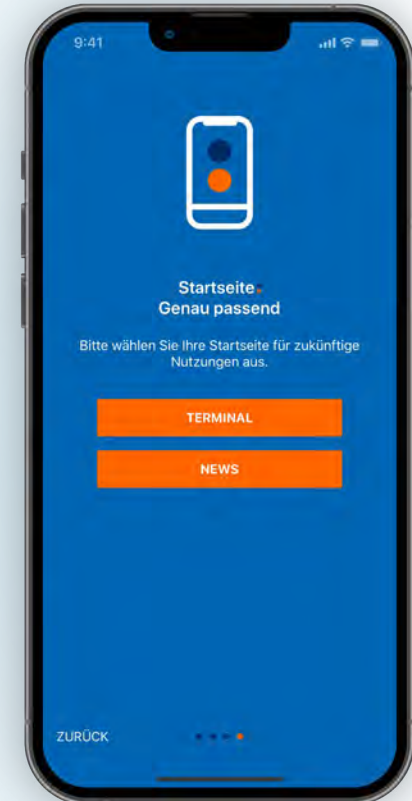 9:41
Startseite:
Genau passend
Bitte wählen Sie Ihre Startseite für zukünftige
Nutzungen aus.
TERMINAL
NEWS
ZURÜCK